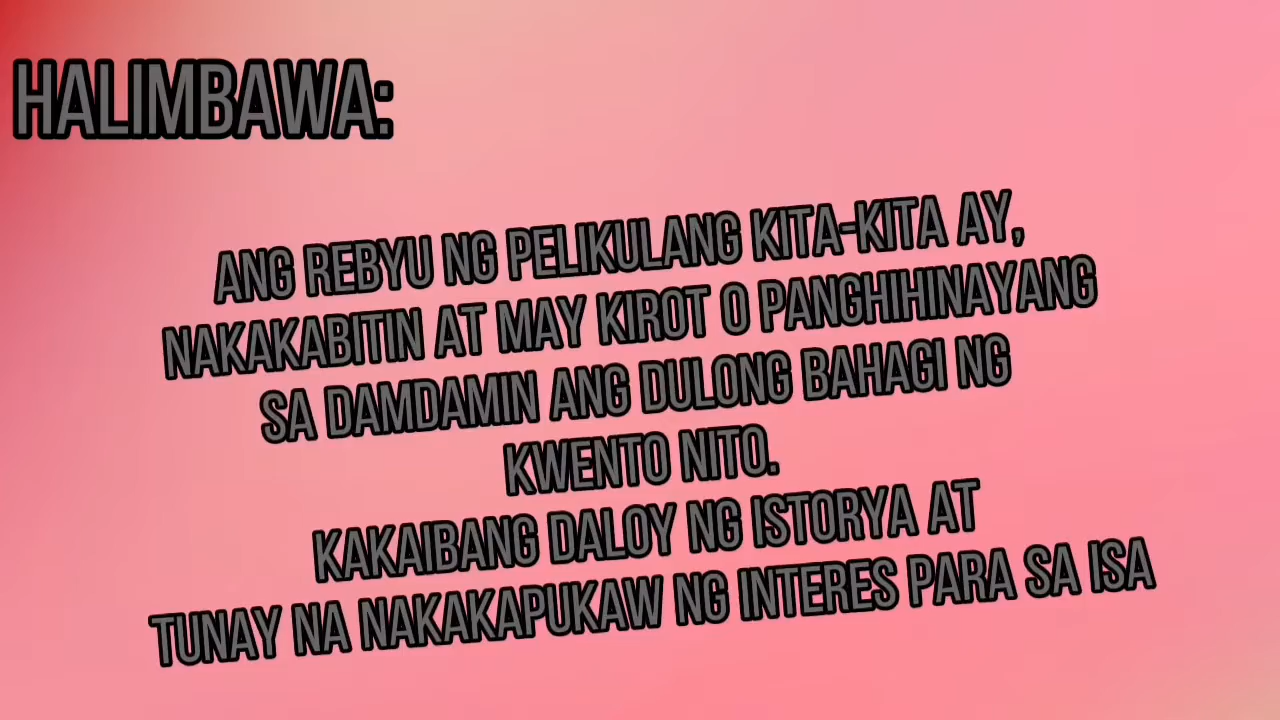 HALIMBAWA:
ANG REBYU NG PELIKULANG KITA-KITA AY,
NAKAKABITIN AT MAY KIROT O PANGHIHINAYANG
SA DAMDAMIN ANG DULONG BAHAGI NG
KWENTO NITO.
KAKAIBANG DALOY NG ISTORYA AT
TUNAY NA NAKAKAPUKAW NG INTERES PARA SA ISA